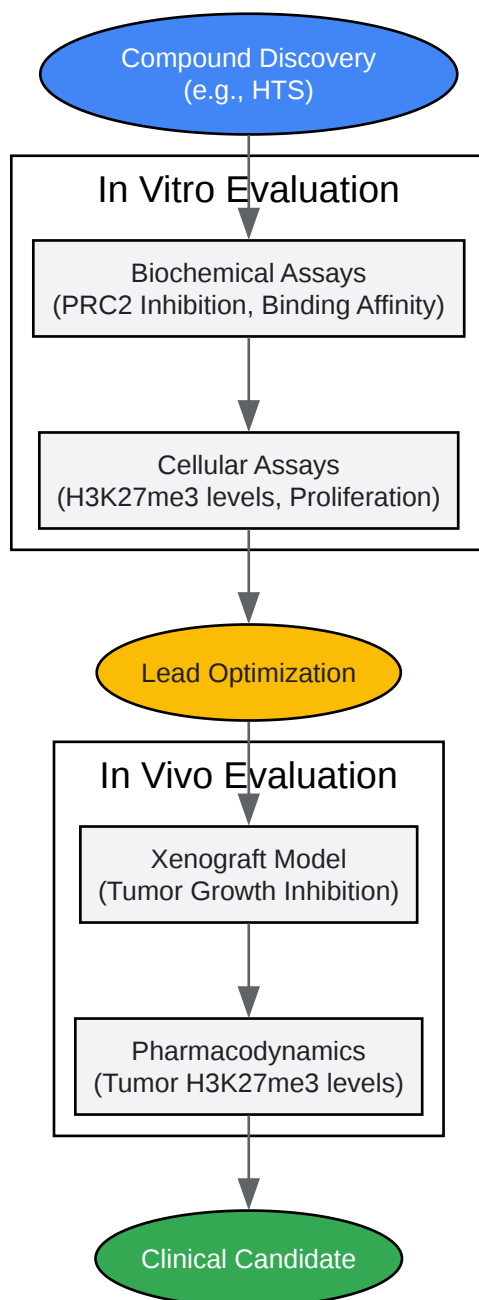 Compound Discovery
(e.g., HTS)
In Vitro Evaluation
Biochemical Assays
(PRC2 Inhibition, Binding Affinity)
Cellular Assays
(H3K27me3 levels, Proliferation)
Lead Optimization
In Vivo Evaluation
Xenograft Model
(Tumor Growth Inhibition)
Pharmacodynamics
(Tumor H3K27me3 levels)
Clinical Candidate